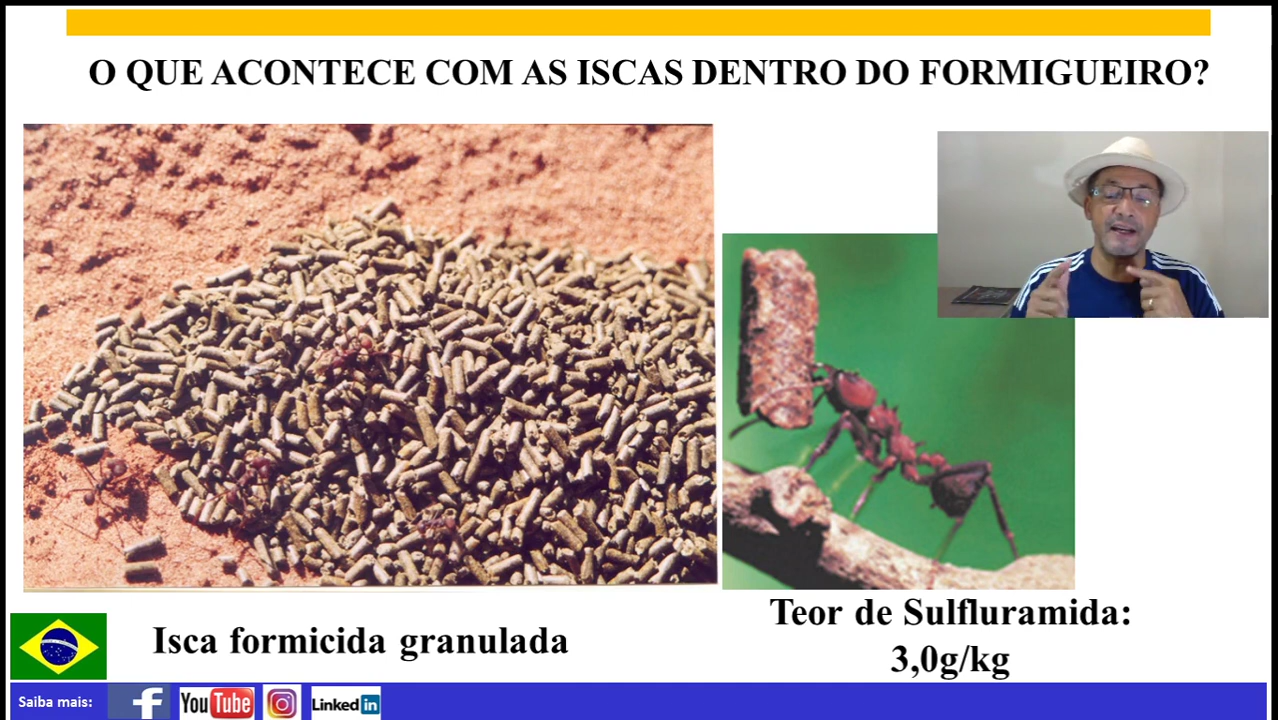 O QUE ACONTECE COM AS ISCAS DENTRO DO FORMIGUEIRO?
Isca formicida granulada
Teor de Sulfluramida:
3,0g/kg
Saiba mais:
f
YouTube
Linked in